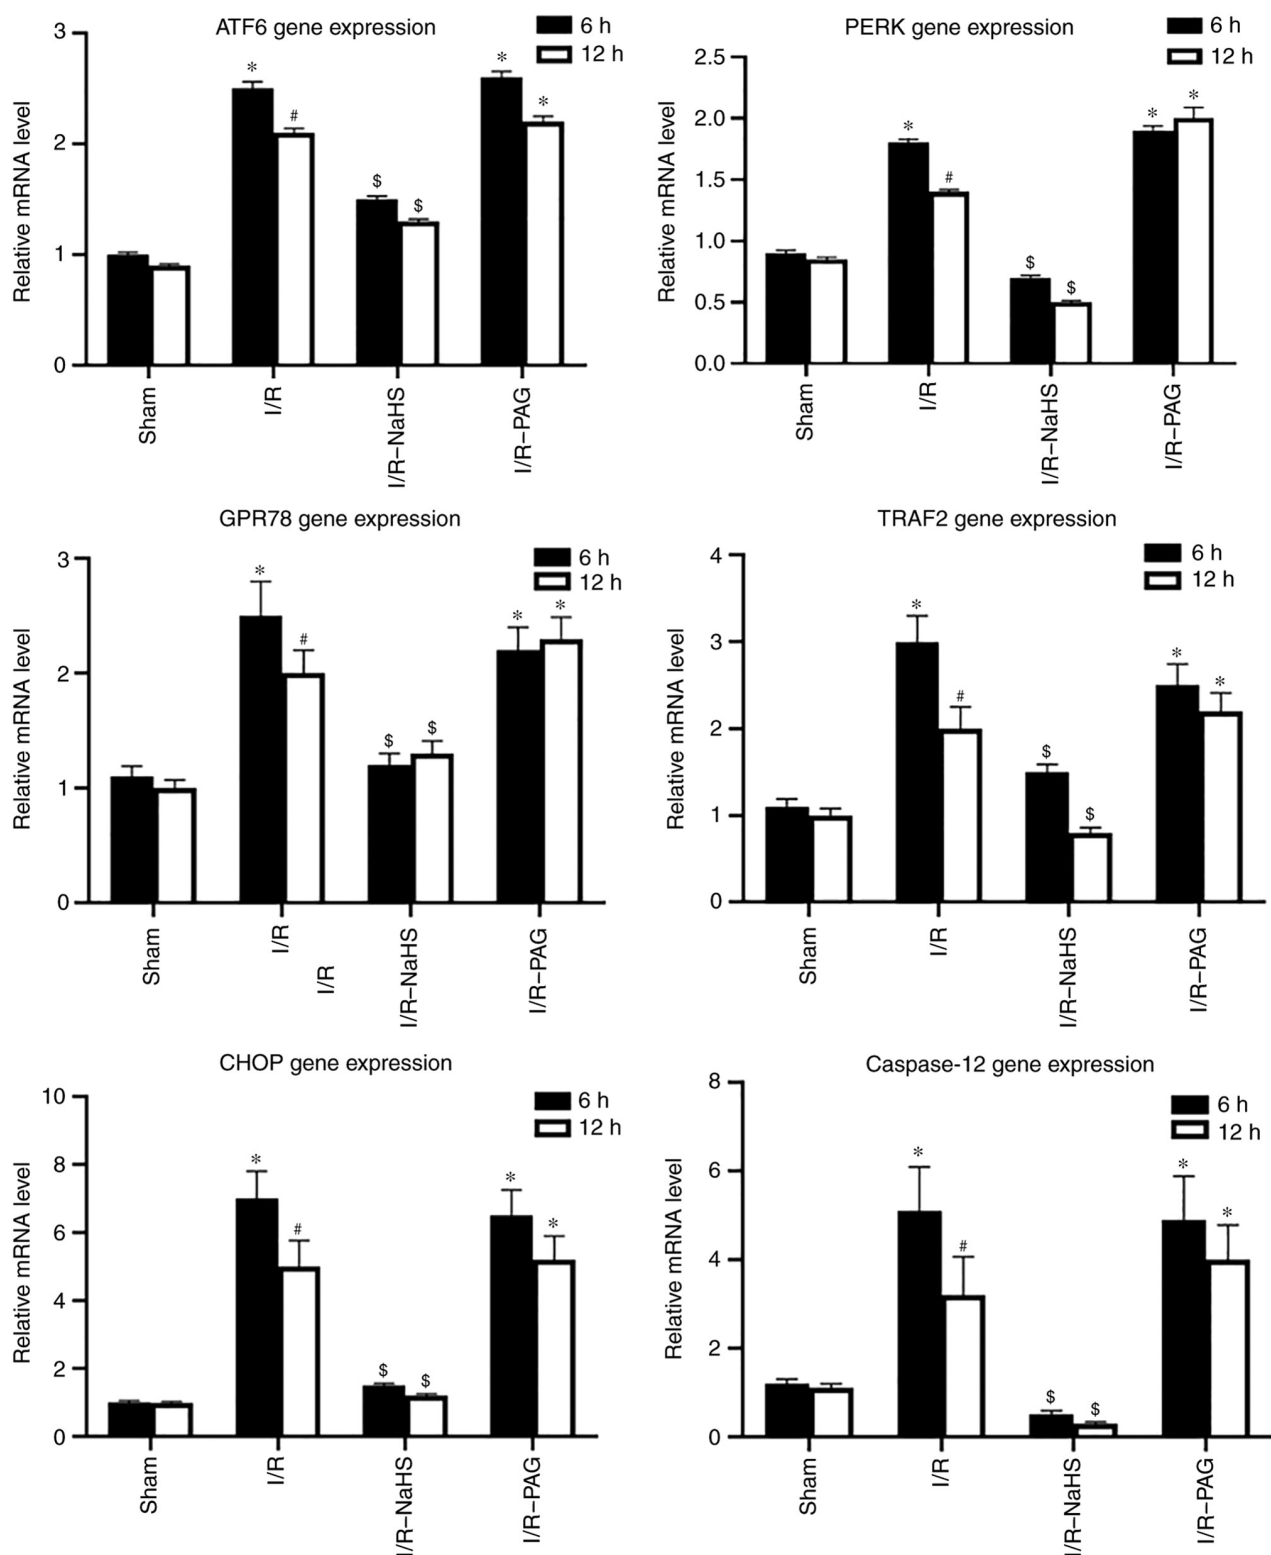 ATF6 gene expression
6 h
12 h
Relative mRNA level
3
2
1
0
*
#
$
$
*
*
Sham
I/R
I/R–NaHS
I/R–PAG
PERK gene expression
6 h
12 h
Relative mRNA level
2.5
2.0
1.5
1.0
0.5
0.0
*
#
$
$
*
*
Sham
I/R
I/R–NaHS
I/R–PAG
GPR78 gene expression
6 h
12 h
Relative mRNA level
3
2
1
0
*
#
$
$
*
*
Sham
I/R
I/R
I/R–NaHS
I/R–PAG
TRAF2 gene expression
6 h
12 h
Relative mRNA level
4
3
2
1
0
*
#
$
$
*
*
Sham
I/R
I/R–NaHS
I/R–PAG
CHOP gene expression
6 h
12 h
Relative mRNA level
10
8
6
4
2
0
*
#
$
$
*
*
Sham
I/R
I/R–NaHS
I/R–PAG
Caspase-12 gene expression
6 h
12 h
Relative mRNA level
8
6
4
2
0
*
#
$
$
*
*
Sham
I/R
I/R–NaHS
I/R–PAG